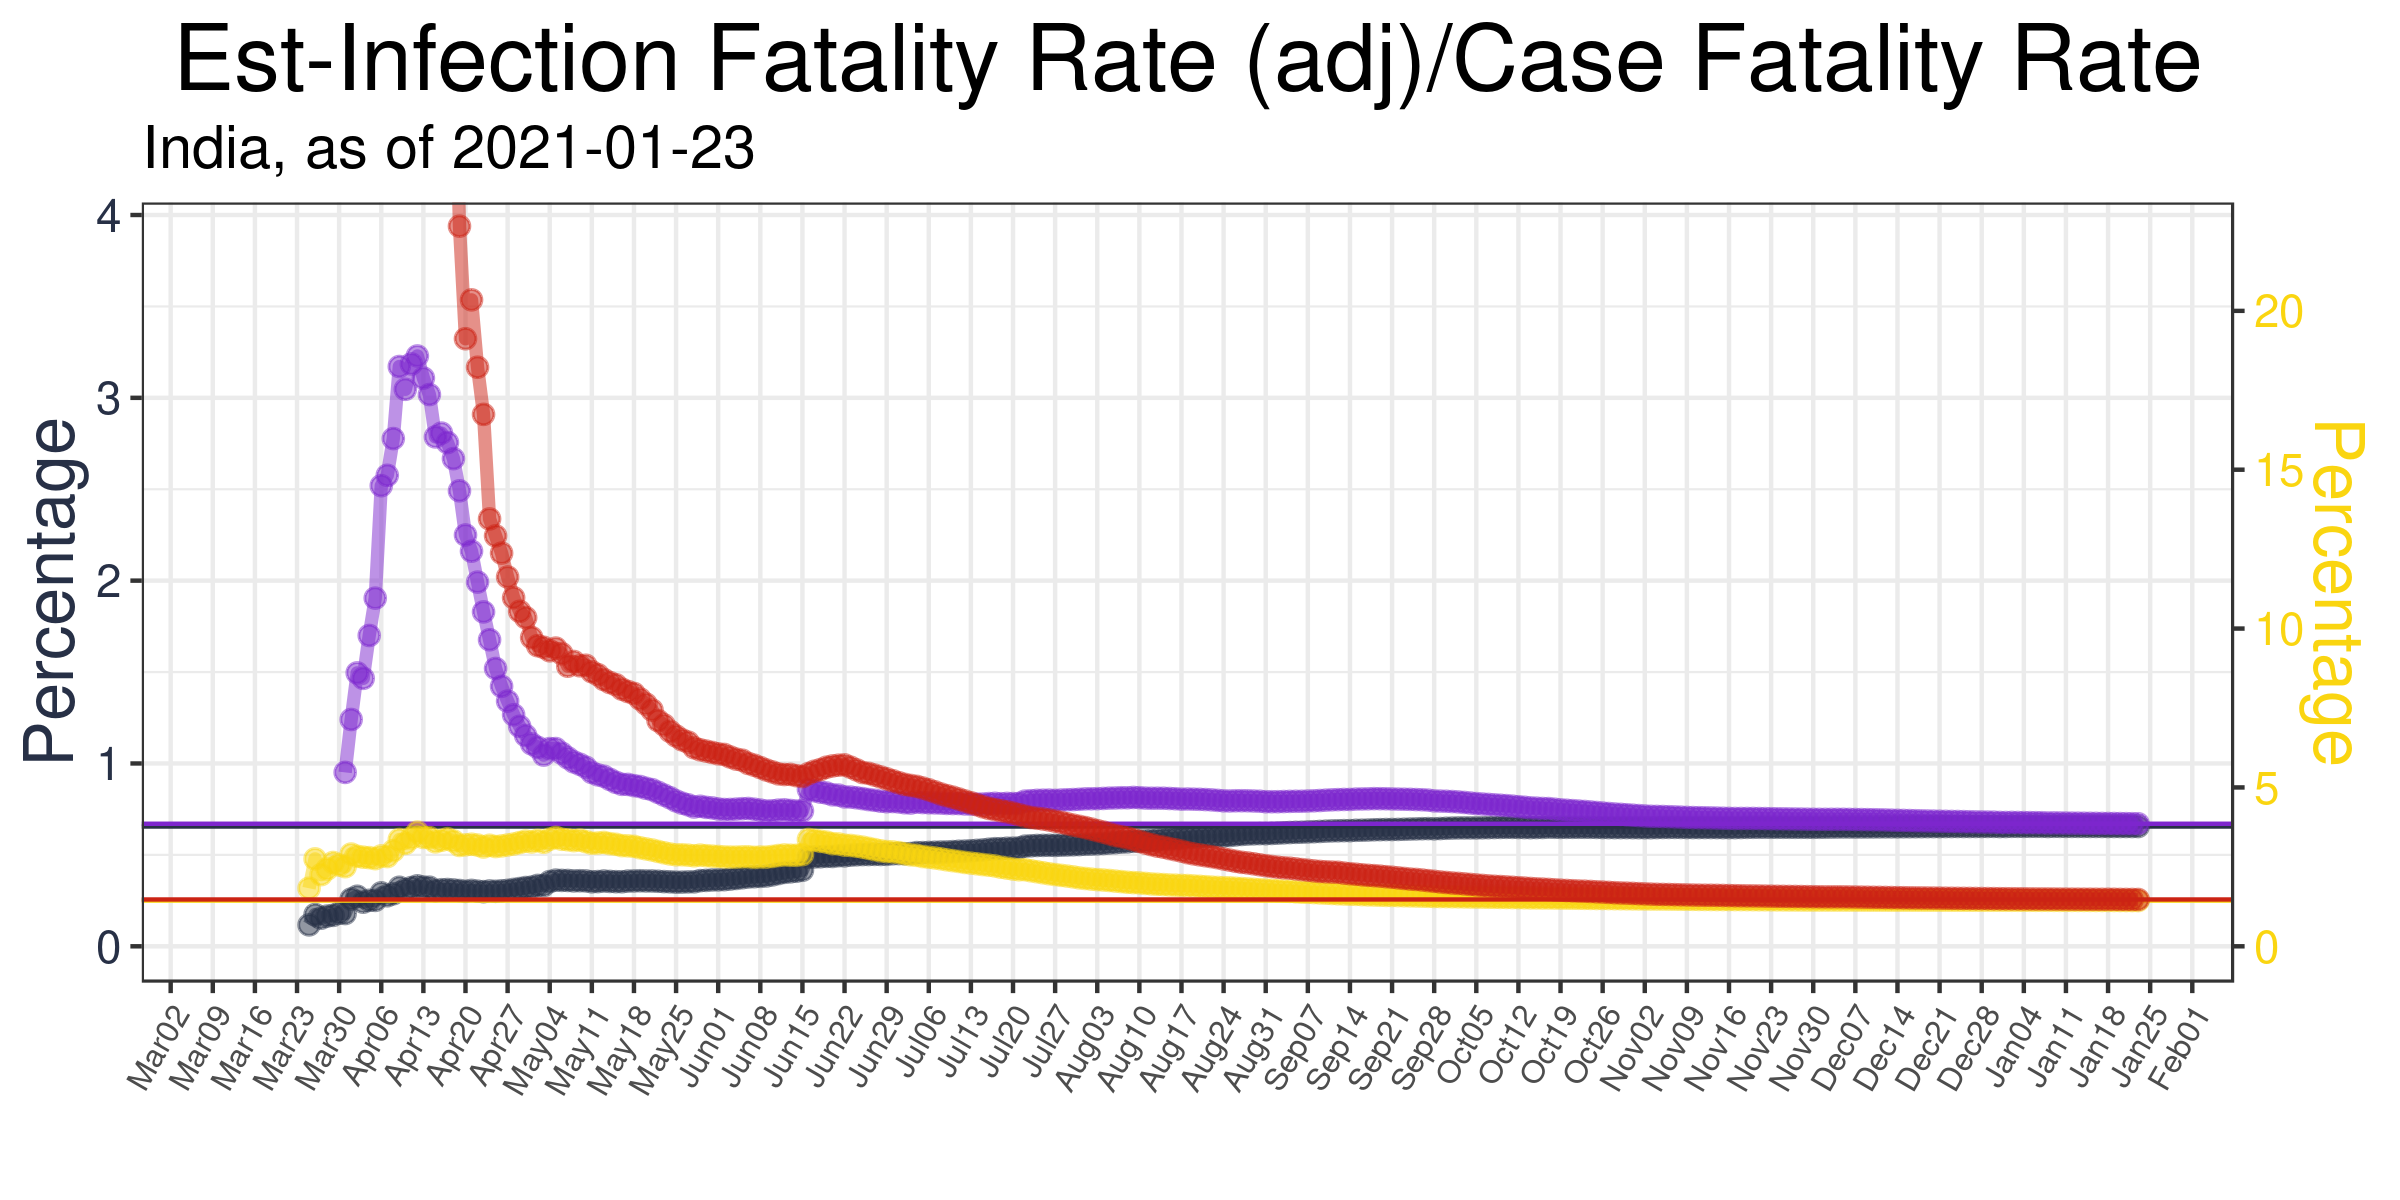 Est-Infection Fatality Rate (adj)/Case Fatality Rate
India, as of 2021-01-23
Percentage
4
3
2
1
0
20
15
10
5
0
Percentage
Mar02 Mar09 Mar16 Mar23 Mar30 Apr06 Apr13 Apr20 Apr27 May04 May11 May18 May25 Jun01 Jun08 Jun15 Jun22 Jun29 Jul06 Jul13 Jul20 Jul27 Aug03 Aug10 Aug17 Aug24 Aug31 Sep07 Sep14 Sep21 Sep28 Oct05 Oct12 Oct19 Oct26 Nov02 Nov09 Nov16 Nov23 Nov30 Dec07 Dec14 Dec21 Dec28 Jan04 Jan11 Jan18 Jan25 Feb01